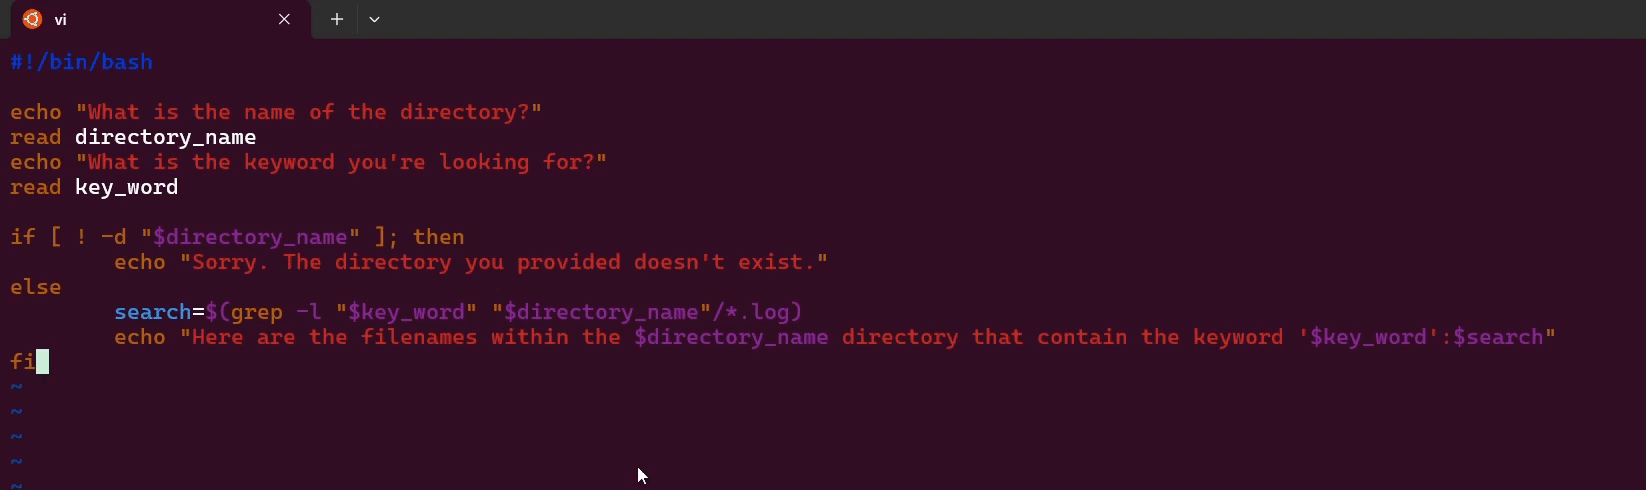 vi
#!/bin/bash

echo "What is the name of the directory?"
read directory_name
echo "What is the keyword you're looking for?"
read key_word

if [ ! -d "$directory_name" ]; then
        echo "Sorry. The directory you provided doesn't exist."
else
        search=$(grep -l "$key_word" "$directory_name"/*.log)
        echo "Here are the filenames within the $directory_name directory that contain the keyword '$key_word':$search"
fi
~
~
~
~
~